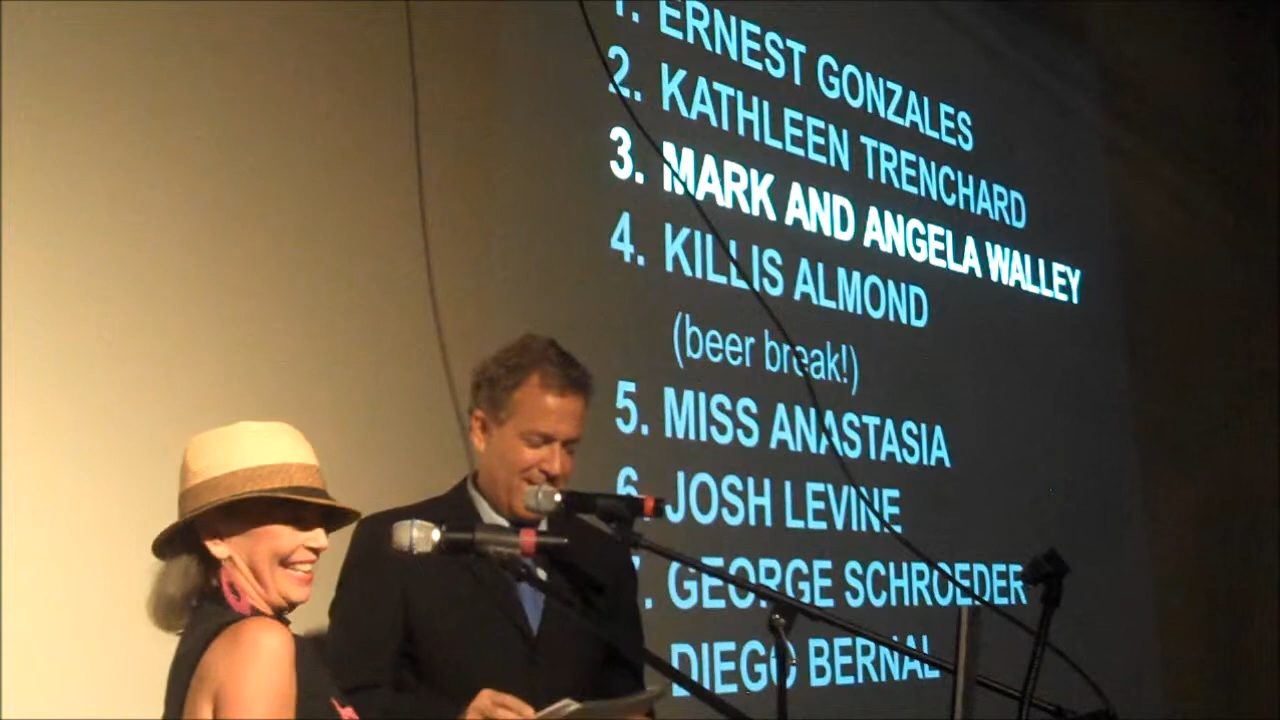 1. ERNEST GONZALES
2. KATHLEEN TRENCHARD
3. MARK AND ANGELA WALLEY
4. KILLIS ALMOND
(beer break!)
5. MISS ANASTASIA
6. JOSH LEVINE
7. GEORGE SCHROEDER
DIEGO BERNAL